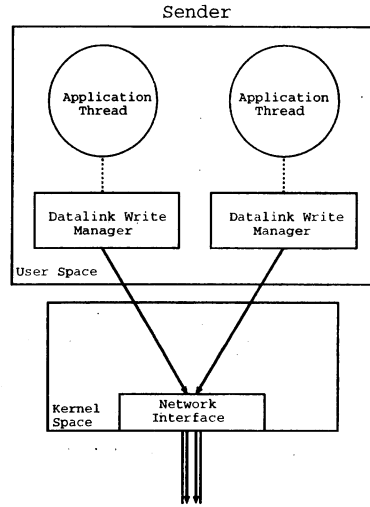 Sender
Application
Thread
Application
Thread
Datalink Write
Manager
Datalink Write
Manager
User Space
Kernel
Space
Network
Interface